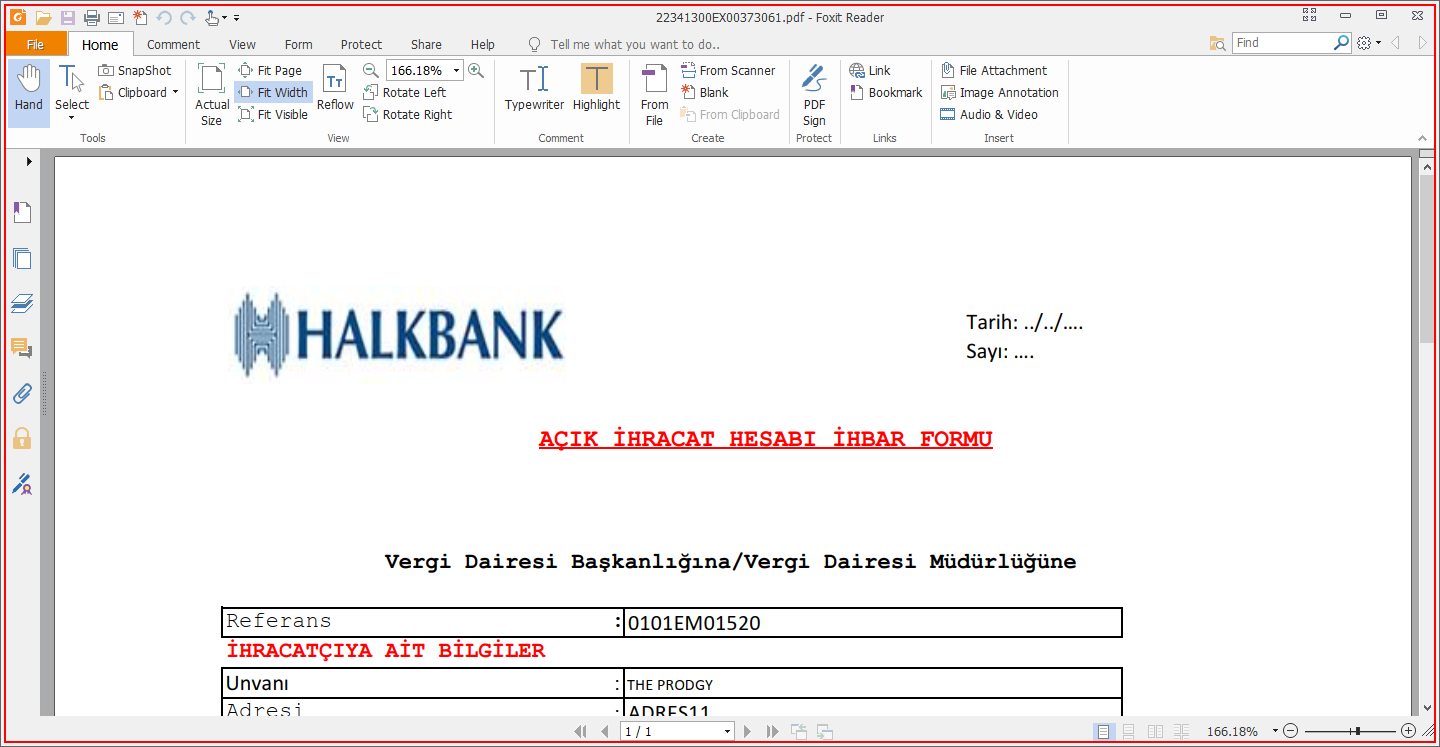 22341300EX00373061.pdf - Foxit Reader
File Home Comment View Form Protect Share Help Tell me what you want to do.. Find
Hand
Select
SnapShot
Clipboard
Tools
Actual Size
Fit Page
Fit Width
Fit Visible
Reflow
166.18%
Rotate Left
Rotate Right
View
Typewriter
Highlight
Comment
From File
From Scanner
Blank
From Clipboard
Create
PDF Sign
Protect
Link
Bookmark
Links
File Attachment
Image Annotation
Audio & Video
Insert
HALKBANK
Tarih: ../../....
Sayı: ....
AÇIK İHRACAT HESABI İHBAR FORMU
Vergi Dairesi Başkanlığına/Vergi Dairesi Müdürlüğüne
Referans : 0101EM01520
İHRACATÇIYA AİT BİLGİLER
Unvanı : THE PRODGY
Adresi : ADRES11
1 / 1 166.18%